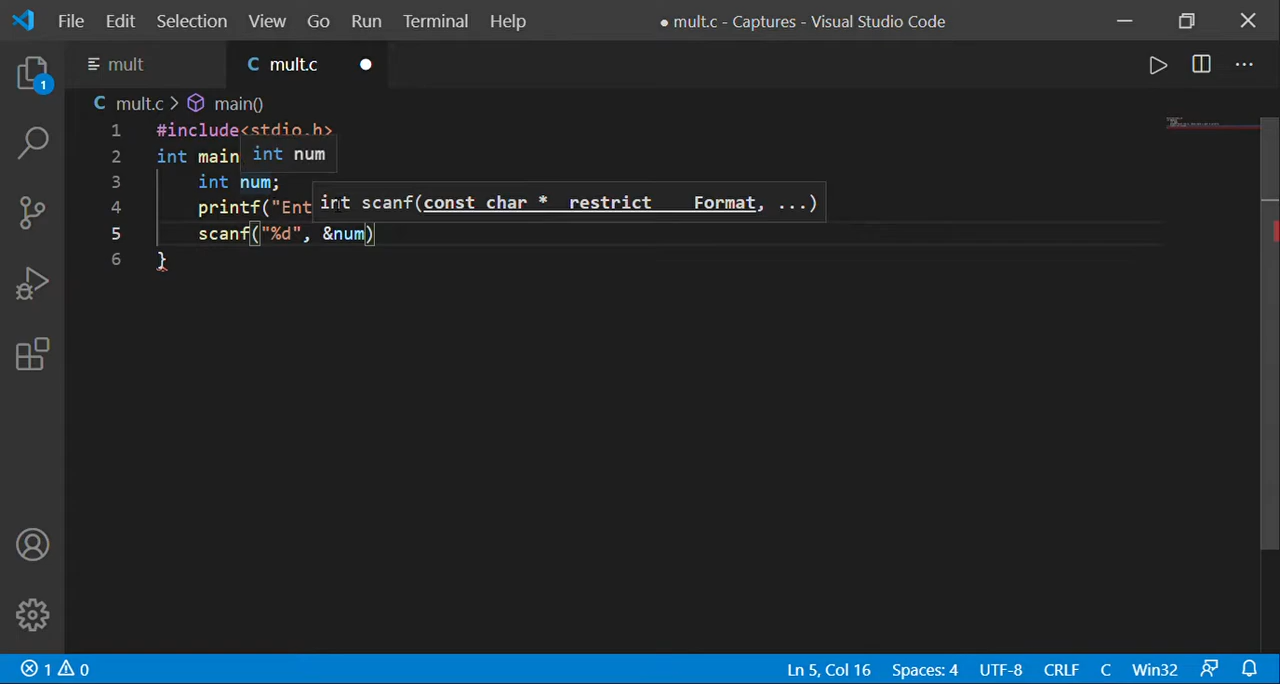 File Edit Selection View Go Run Terminal Help ● mult.c - Captures - Visual Studio Code
mult C mult.c
1
C mult.c > main()
1 #include<stdio.h>
int num
2 int main
3 int num;
int scanf(const char * restrict Format, ...)
4 printf("Ent
5 scanf("%d", &num)
6 }
1 0 Ln 5, Col 16 Spaces: 4 UTF-8 CRLF C Win32